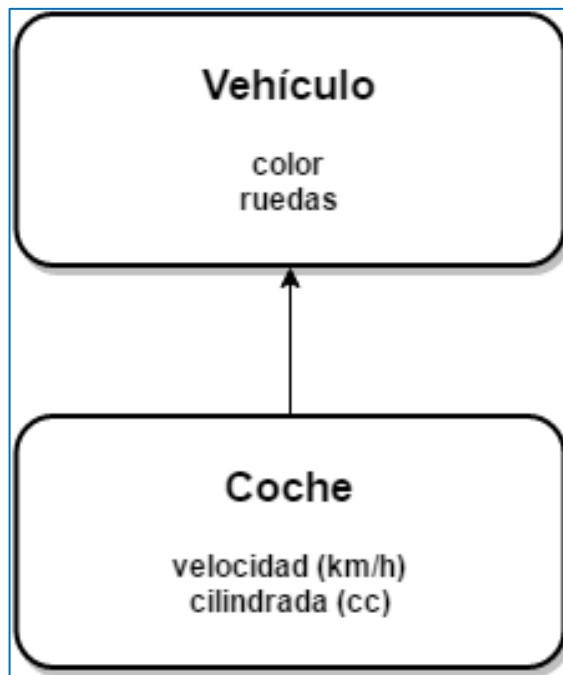 Vehículo
color
ruedas
Coche
velocidad (km/h)
cilindrada (cc)